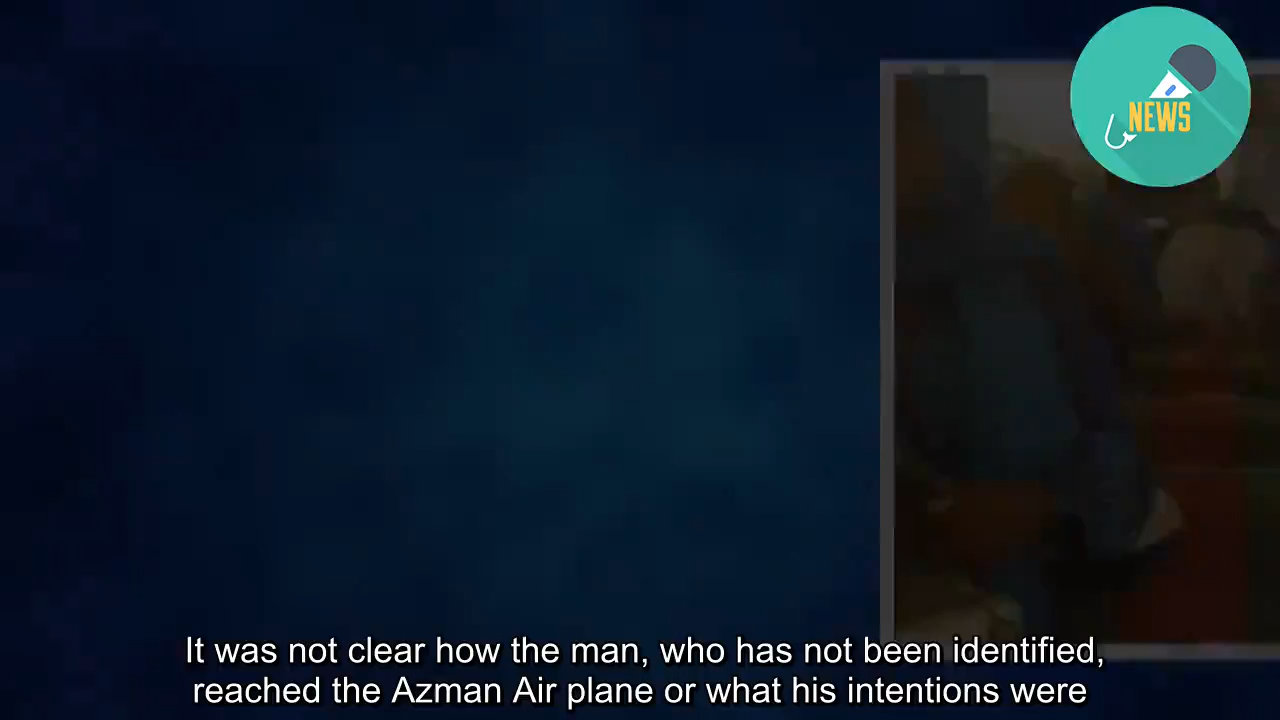 NEWS
It was not clear how the man, who has not been identified,
reached the Azman Air plane or what his intentions were